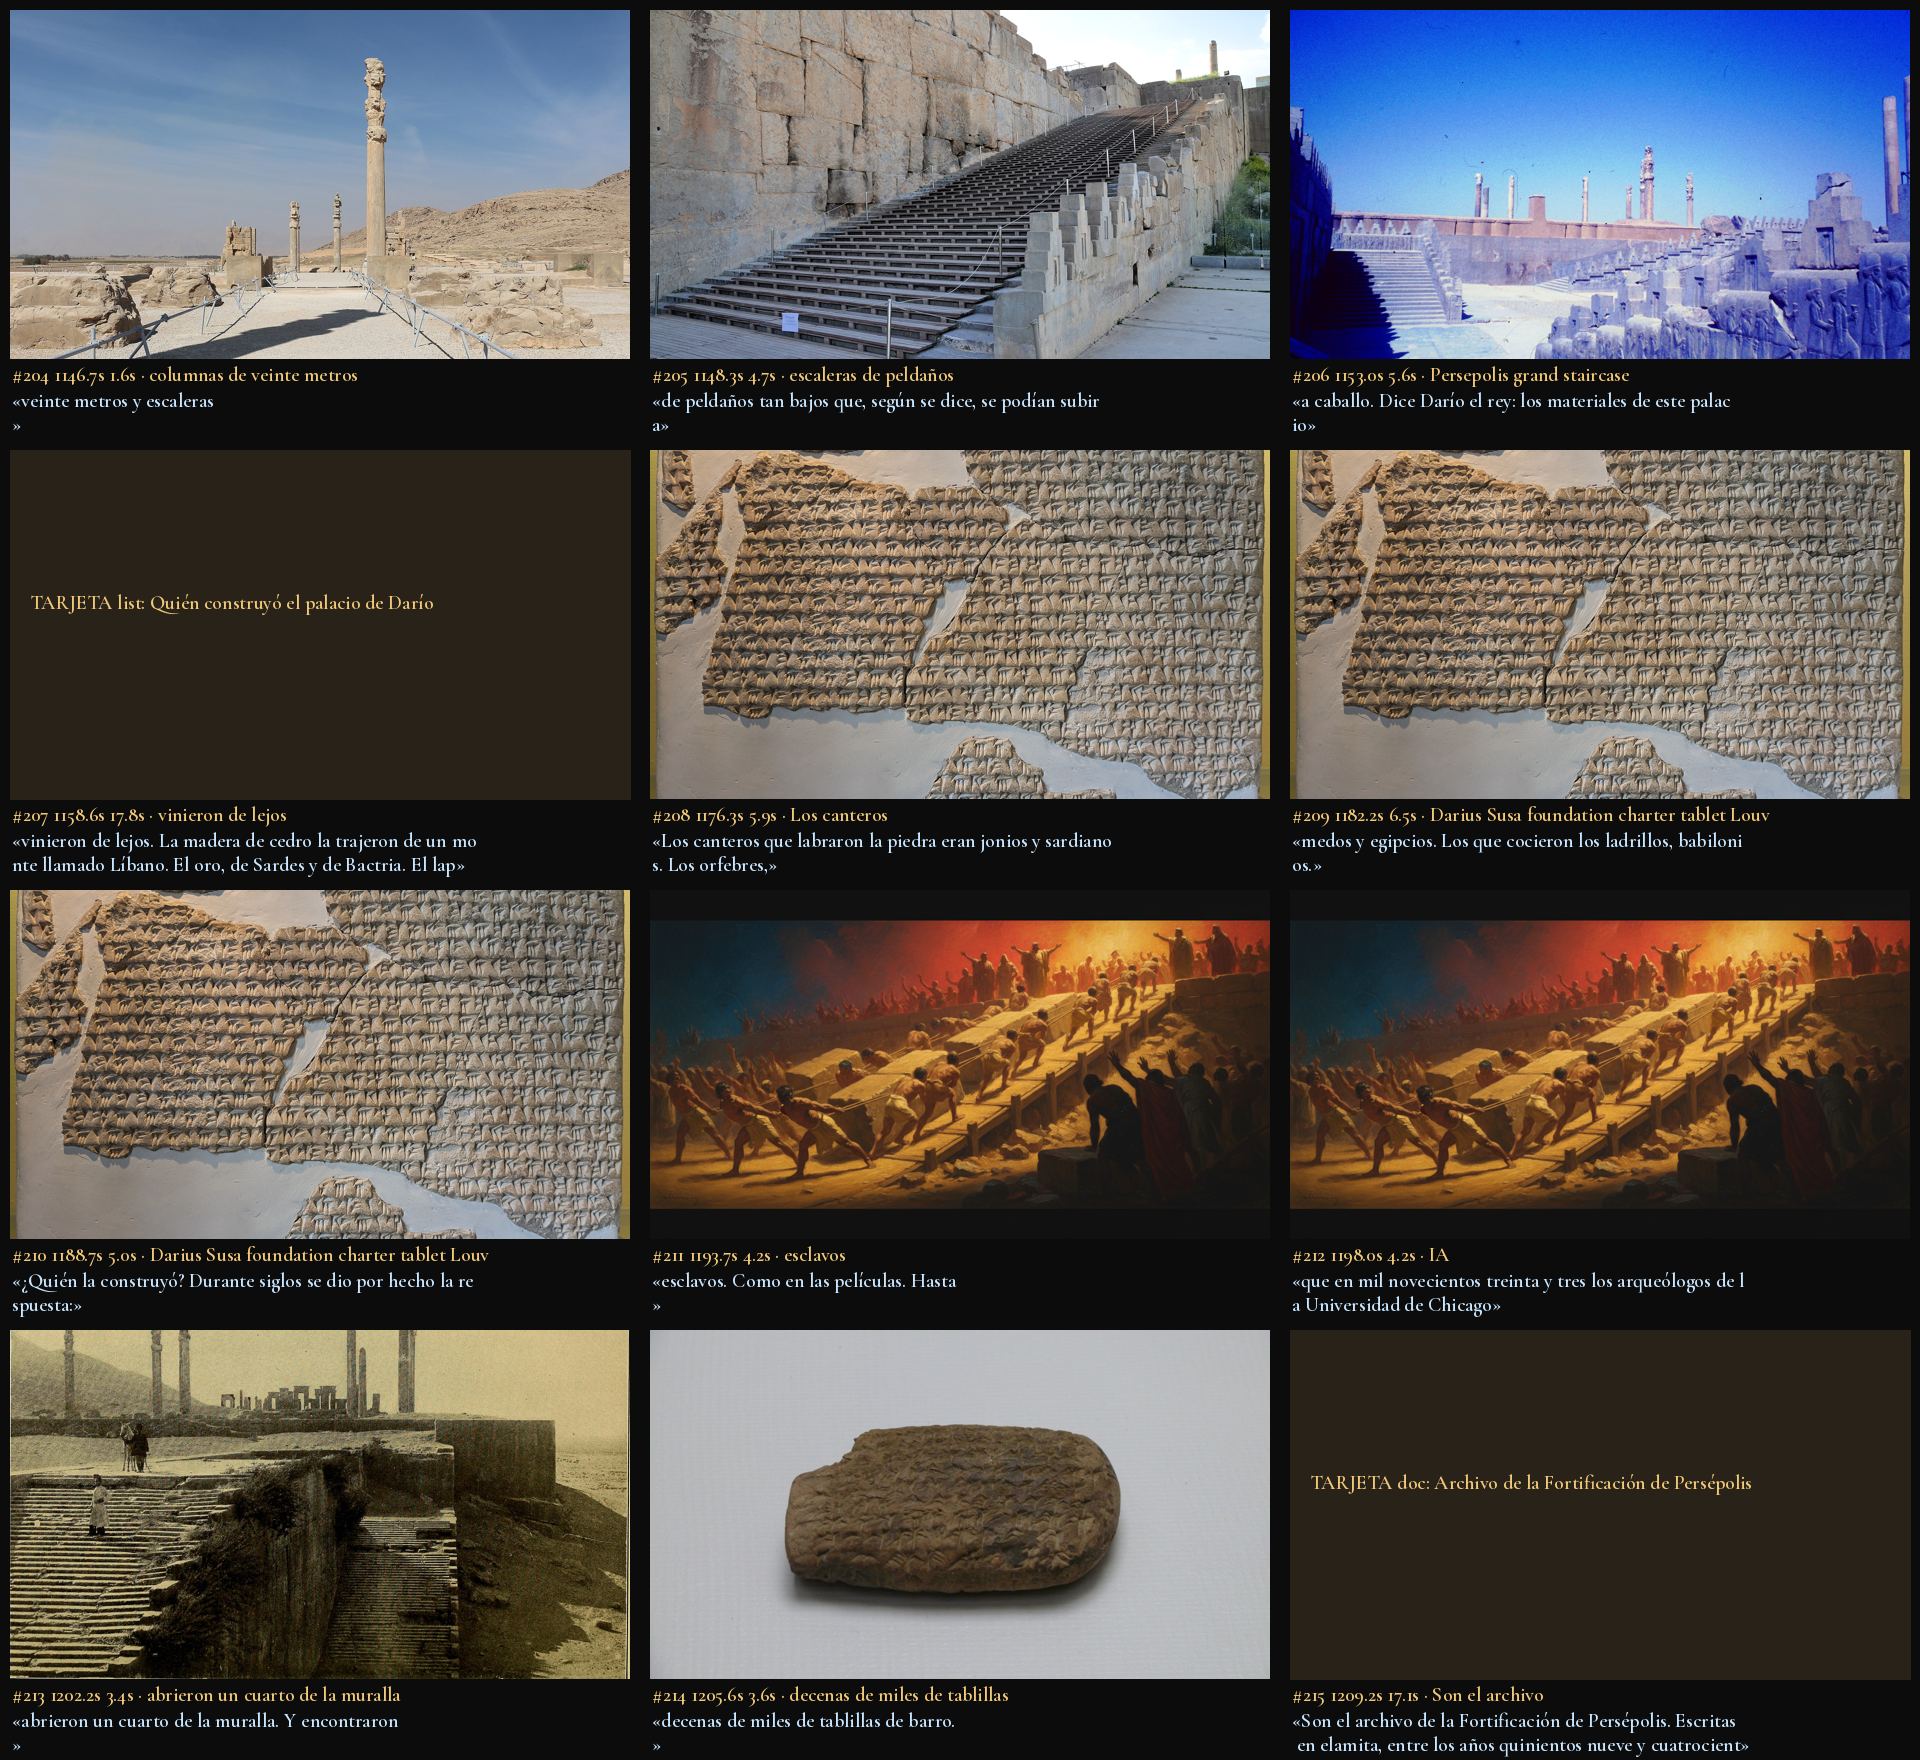 #204 1146.7s 1.6s · columnas de veinte metros
«veinte metros y escaleras
»
#205 1148.3s 4.7s · escaleras de peldaños
«de peldaños tan bajos que, según se dice, se podían subir
a»
#206 1153.0s 5.6s · Persepolis grand staircase
«a caballo. Dice Darío el rey: los materiales de este palac
io»
TARJETA list: Quién construyó el palacio de Darío
#207 1158.6s 17.8s · vinieron de lejos
«vinieron de lejos. La madera de cedro la trajeron de un mo
nte llamado Líbano. El oro, de Sardes y de Bactria. El lap»
#208 1176.3s 5.9s · Los canteros
«Los canteros que labraron la piedra eran jonios y sardiano
s. Los orfebres,»
#209 1182.2s 6.5s · Darius Susa foundation charter tablet Louv
«medos y egipcios. Los que cocieron los ladrillos, babiloni
os.»
#210 1188.7s 5.0s · Darius Susa foundation charter tablet Louv
«¿Quién la construyó? Durante siglos se dio por hecho la re
spuesta:»
#211 1193.7s 4.2s · esclavos
«esclavos. Como en las películas. Hasta
»
#212 1198.0s 4.2s · IA
«que en mil novecientos treinta y tres los arqueólogos de l
a Universidad de Chicago»
#213 1202.2s 3.4s · abrieron un cuarto de la muralla
«abrieron un cuarto de la muralla. Y encontraron
»
#214 1205.6s 3.6s · decenas de miles de tablillas
«decenas de miles de tablillas de barro.
»
TARJETA doc: Archivo de la Fortificación de Persépolis
#215 1209.2s 17.1s · Son el archivo
«Son el archivo de la Fortificación de Persépolis. Escritas
en elamita, entre los años quinientos nueve y cuatrocient»